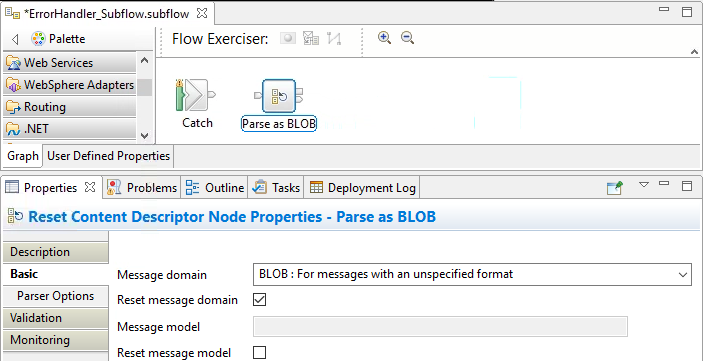 *ErrorHandler_Subflow.subflow
Palette
Flow Exerciser:
Web Services
WebSphere Adapters
Routing
.NET
Catch
Parse as BLOB
Graph
User Defined Properties
Properties
Problems
Outline
Tasks
Deployment Log
Reset Content Descriptor Node Properties - Parse as BLOB
Description
Basic
Parser Options
Validation
Monitoring
Message domain
BLOB : For messages with an unspecified format
Reset message domain
Message model
Reset message model